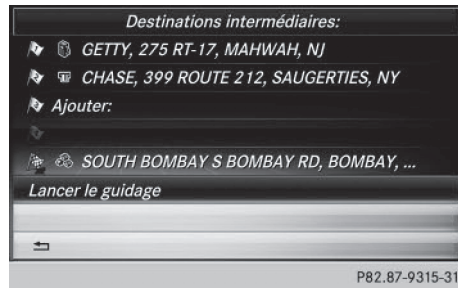 Destinations intermédiaires:
GETTY, 275 RT-17, MAHWAH, NJ
CHASE, 399 ROUTE 212, SAUGERTIES, NY
Ajouter:
SOUTH BOMBAY S BOMBAY RD, BOMBAY, ...
Lancer le guidage
P82.87-9315-31